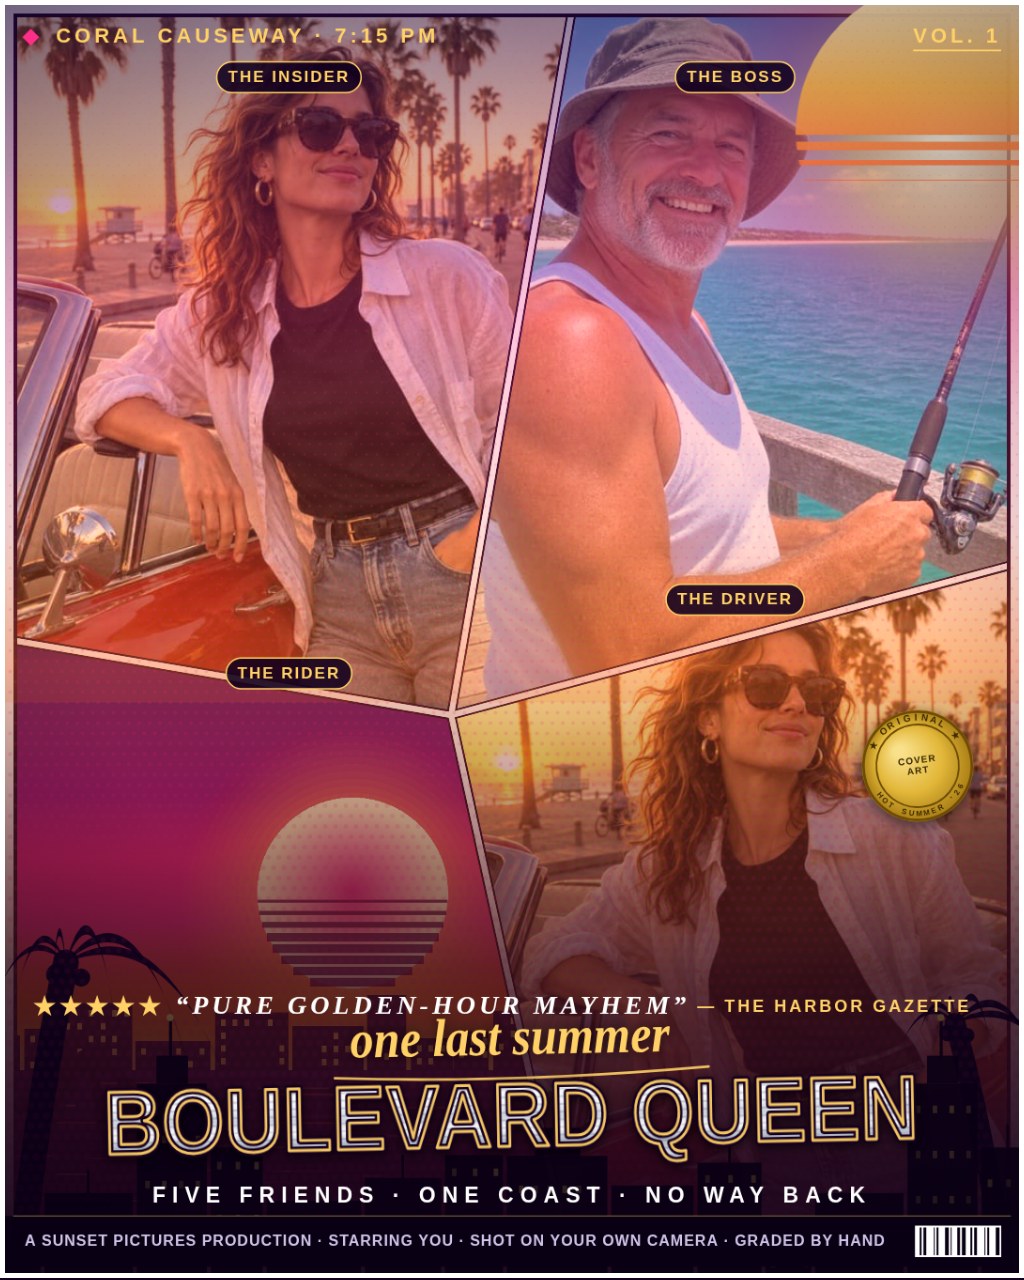 CORAL CAUSEWAY · 7:15 PM
VOL. 1
THE INSIDER
THE BOSS
THE DRIVER
THE RIDER
★ ORIGINAL ★
COVER
ART
HOT SUMMER '26
★★★★★ “PURE GOLDEN-HOUR MAYHEM” — THE HARBOR GAZETTE
one last summer
BOULEVARD QUEEN
FIVE FRIENDS · ONE COAST · NO WAY BACK
A SUNSET PICTURES PRODUCTION · STARRING YOU · SHOT ON YOUR OWN CAMERA · GRADED BY HAND